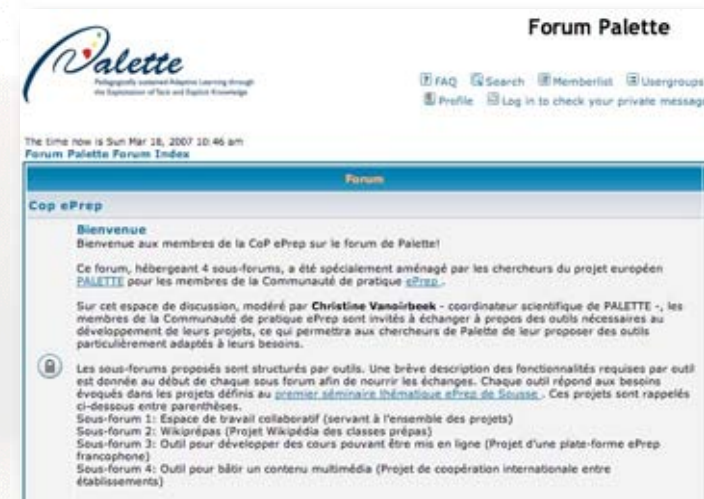 Forum Palette
Palette
Pedagogically sustained Adaptive Learning through
the Exploitation of Tacit and Explicit Knowledge
FAQ Search Memberlist Usergroups
Profile Log in to check your private messag
The time now is Sun Mar 18, 2007 10:46 am
Forum Palette Forum Index
Forum
Cop ePrep
Bienvenue
Bienvenue aux membres de la CoP ePrep sur le forum de Palette!
Ce forum, hébergeant 4 sous-forums, a été spécialement aménagé par les chercheurs du projet européen
PALETTE pour les membres de la Communauté de pratique ePrep .
Sur cet espace de discussion, modéré par Christine Vanoirbeek - coordinateur scientifique de PALETTE -, les
membres de la Communauté de pratique ePrep sont invités à échanger à propos des outils nécessaires au
développement de leurs projets, ce qui permettra aux chercheurs de Palette de leur proposer des outils
particulièrement adaptés à leurs besoins.
Les sous-forums proposés sont structurés par outils. Une brève description des fonctionnalités requises par outil
est donnée au début de chaque sous forum afin de nourrir les échanges. Chaque outil répond aux besoins
évoqués dans les projets définis au premier séminaire thématique ePrep de Sousse . Ces projets sont rappelés
ci-dessous entre parenthèses.
Sous-forum 1: Espace de travail collaboratif (servant à l'ensemble des projets)
Sous-forum 2: Wikiprépas (Projet Wikipédia des classes prépas)
Sous-forum 3: Outil pour développer des cours pouvant être mis en ligne (Projet d'une plate-forme ePrep
francophone)
Sous-forum 4: Outil pour bâtir un contenu multimédia (Projet de coopération internationale entre
établissements)